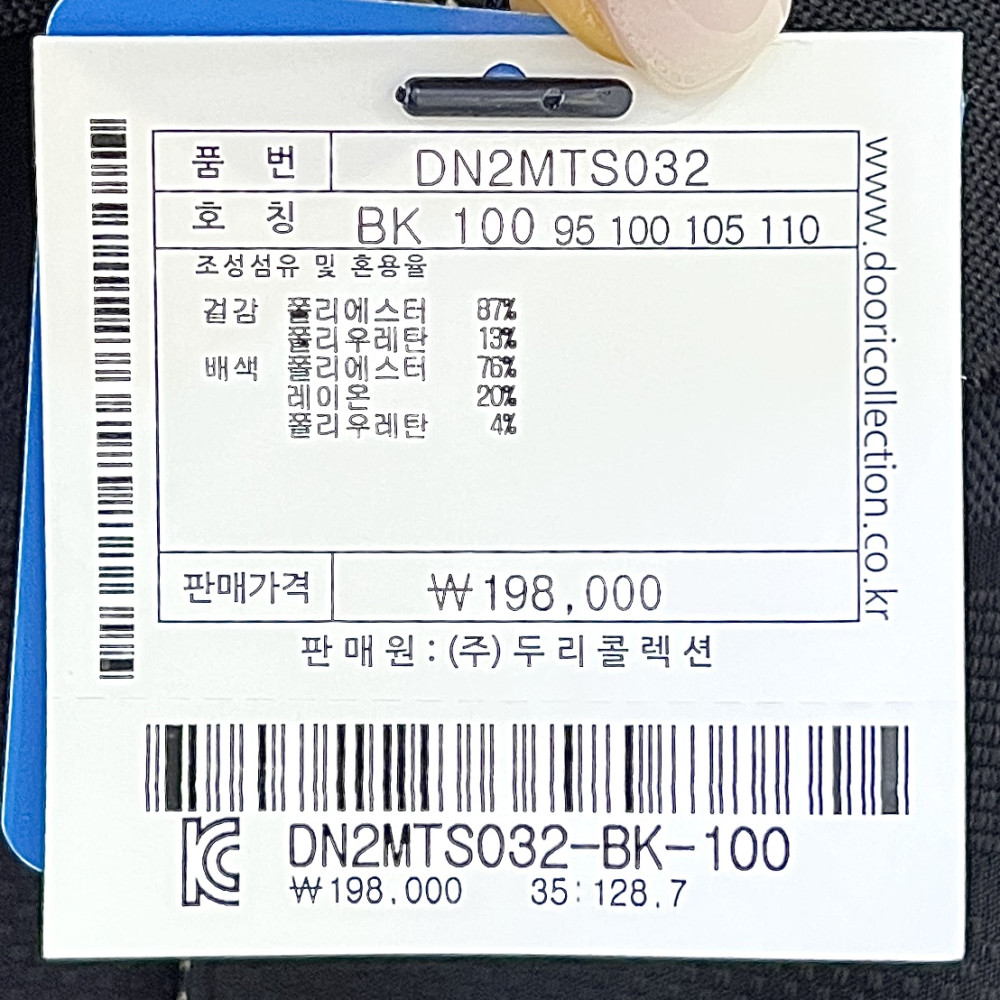 품 번 DN2MTS032
호 칭 BK 100 95 100 105 110
조성섬유 및 혼용율
겉감 폴리에스터 87%
폴리우레탄 13%
배색 폴리에스터 76%
레이온 20%
폴리우레탄 4%
판매가격 ₩198,000
판매원:(주)두리콜렉션
www.dooricollection.co.kr
DN2MTS032-BK-100
₩198,000 35:128.7